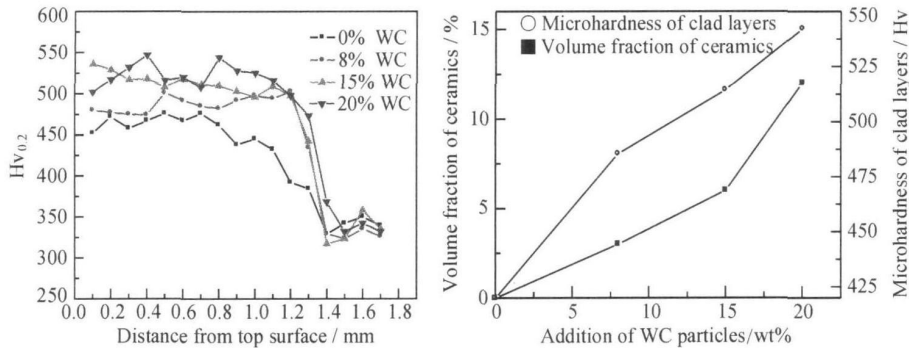 600
550
500
450
400
350
300
250
Hv0.2
0% WC
8% WC
15% WC
20% WC
0.0 0.2 0.4 0.6 0.8 1.0 1.2 1.4 1.6 1.8
Distance from top surface / mm
15
10
5
0
Volume fraction of ceramics / %
Microhardness of clad layers
Volume fraction of ceramics
550
540
510
480
450
420
Microhardness of clad layers / Hv
0 5 10 15 20
Addition of WC particles/wt%